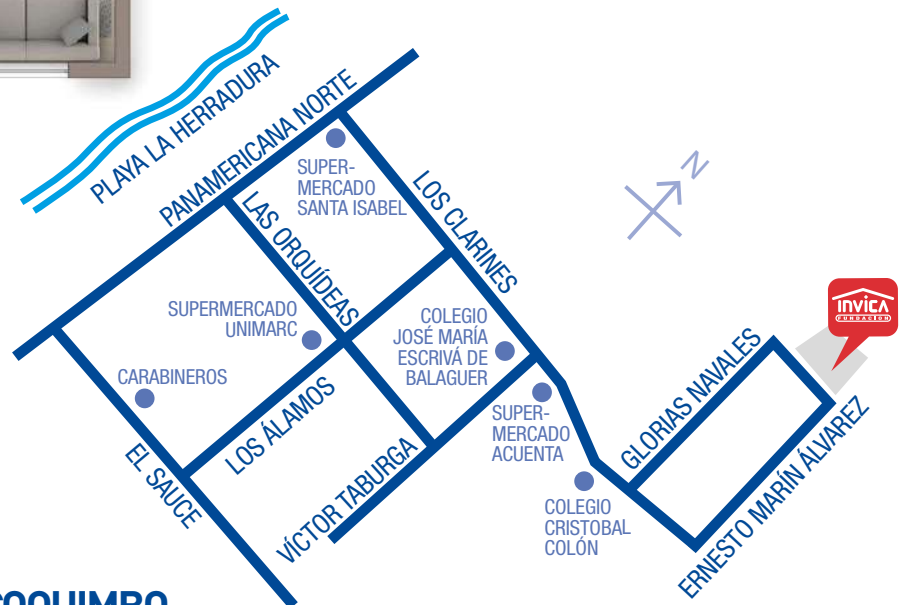 PLAYA LA HERRADURA
PANAMERICANA NORTE
SUPER-
MERCADO
SANTA ISABEL
LAS ORQUÍDEAS
LOS CLARINES
N
SUPERMERCADO
UNIMARC
COLEGIO
JOSÉ MARÍA
ESCRIVÁ DE
BALAGUER
INVICA
FUNDACIÓN
CARABINEROS
LOS ÁLAMOS
SUPER-
MERCADO
ACUENTA
GLORIAS NAVALES
EL SAUCE
VÍCTOR TABURGA
COLEGIO
CRISTOBAL
COLÓN
ERNESTO MARÍN ÁLVAREZ
COQUIMBO